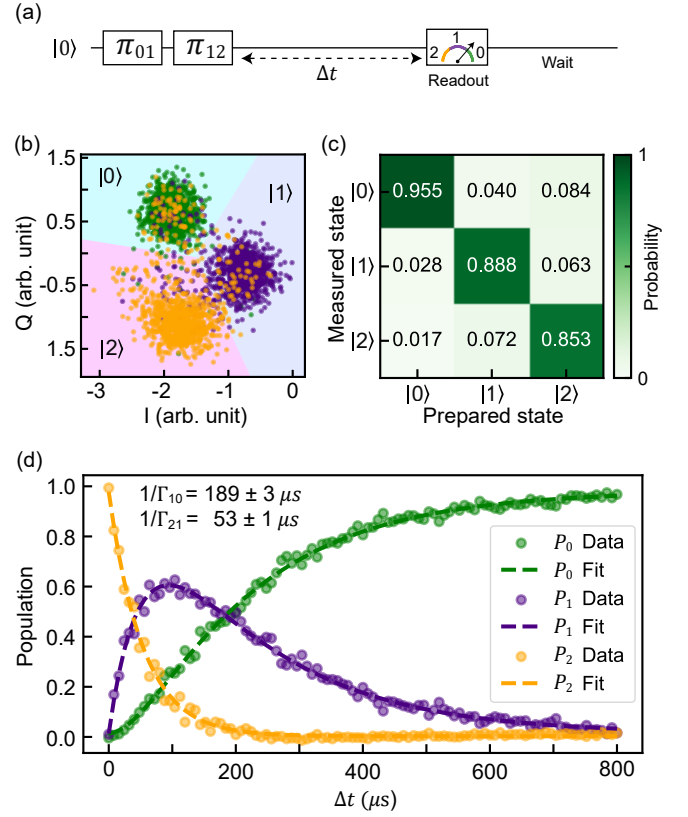 (a)
|0⟩ π₀₁ π₁₂ Δt 2 1 0 Readout Wait
(b)
1.5
0.5
-0.5
1.5
Q (arb. unit)
|0⟩
|1⟩
|2⟩
-3 -2 -1 0
I (arb. unit)
(c)
Measured state
|0⟩ 0.955 0.040 0.084
|1⟩ 0.028 0.888 0.063
|2⟩ 0.017 0.072 0.853
|0⟩ |1⟩ |2⟩
Prepared state
1
0
Probability
(d)
1/Γ₁₀ = 189 ± 3 μs
1/Γ₂₁ = 53 ± 1 μs
1.0
0.8
0.6
0.4
0.2
0.0
Population
P₀ Data
P₀ Fit
P₁ Data
P₁ Fit
P₂ Data
P₂ Fit
0 200 400 600 800
Δt (μs)